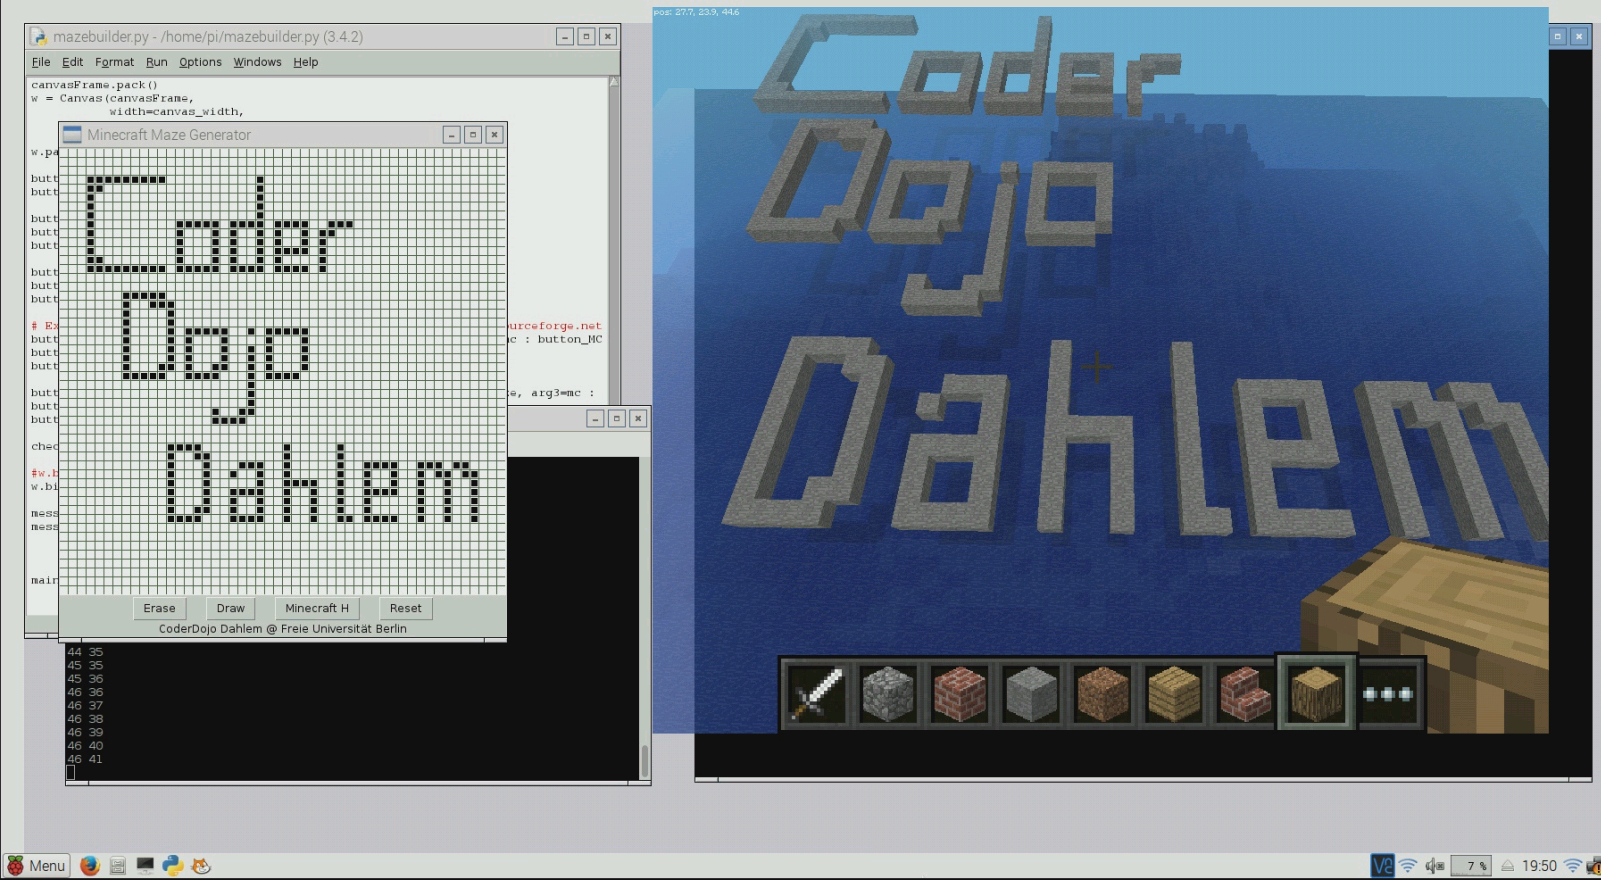 mazebuilder.py - /home/pi/mazebuilder.py (3.4.2)
File Edit Format Run Options Windows Help
canvasFrame.pack()
w = Canvas(canvasFrame,
width=canvas_width,
Minecraft Maze Generator
w.pa
butt
butt
butt
butt
butt
butt
butt
butt
# Ex
urceforge.net
butt
mc : button_MC
butt
butt
butt
e, arg3=mc :
butt
butt
chec
#w.b
w.bi
mess
mess
main
Coder
Dojo
Dahlem
Erase Draw Minecraft H Reset
CoderDojo Dahlem @ Freie Universität Berlin
44 35
45 35
45 36
46 36
46 37
46 38
46 39
46 40
46 41
pos: 27.7, 23.9, 44.6
Coder
Dojo
Dahlem
Menu
7 %
19:50